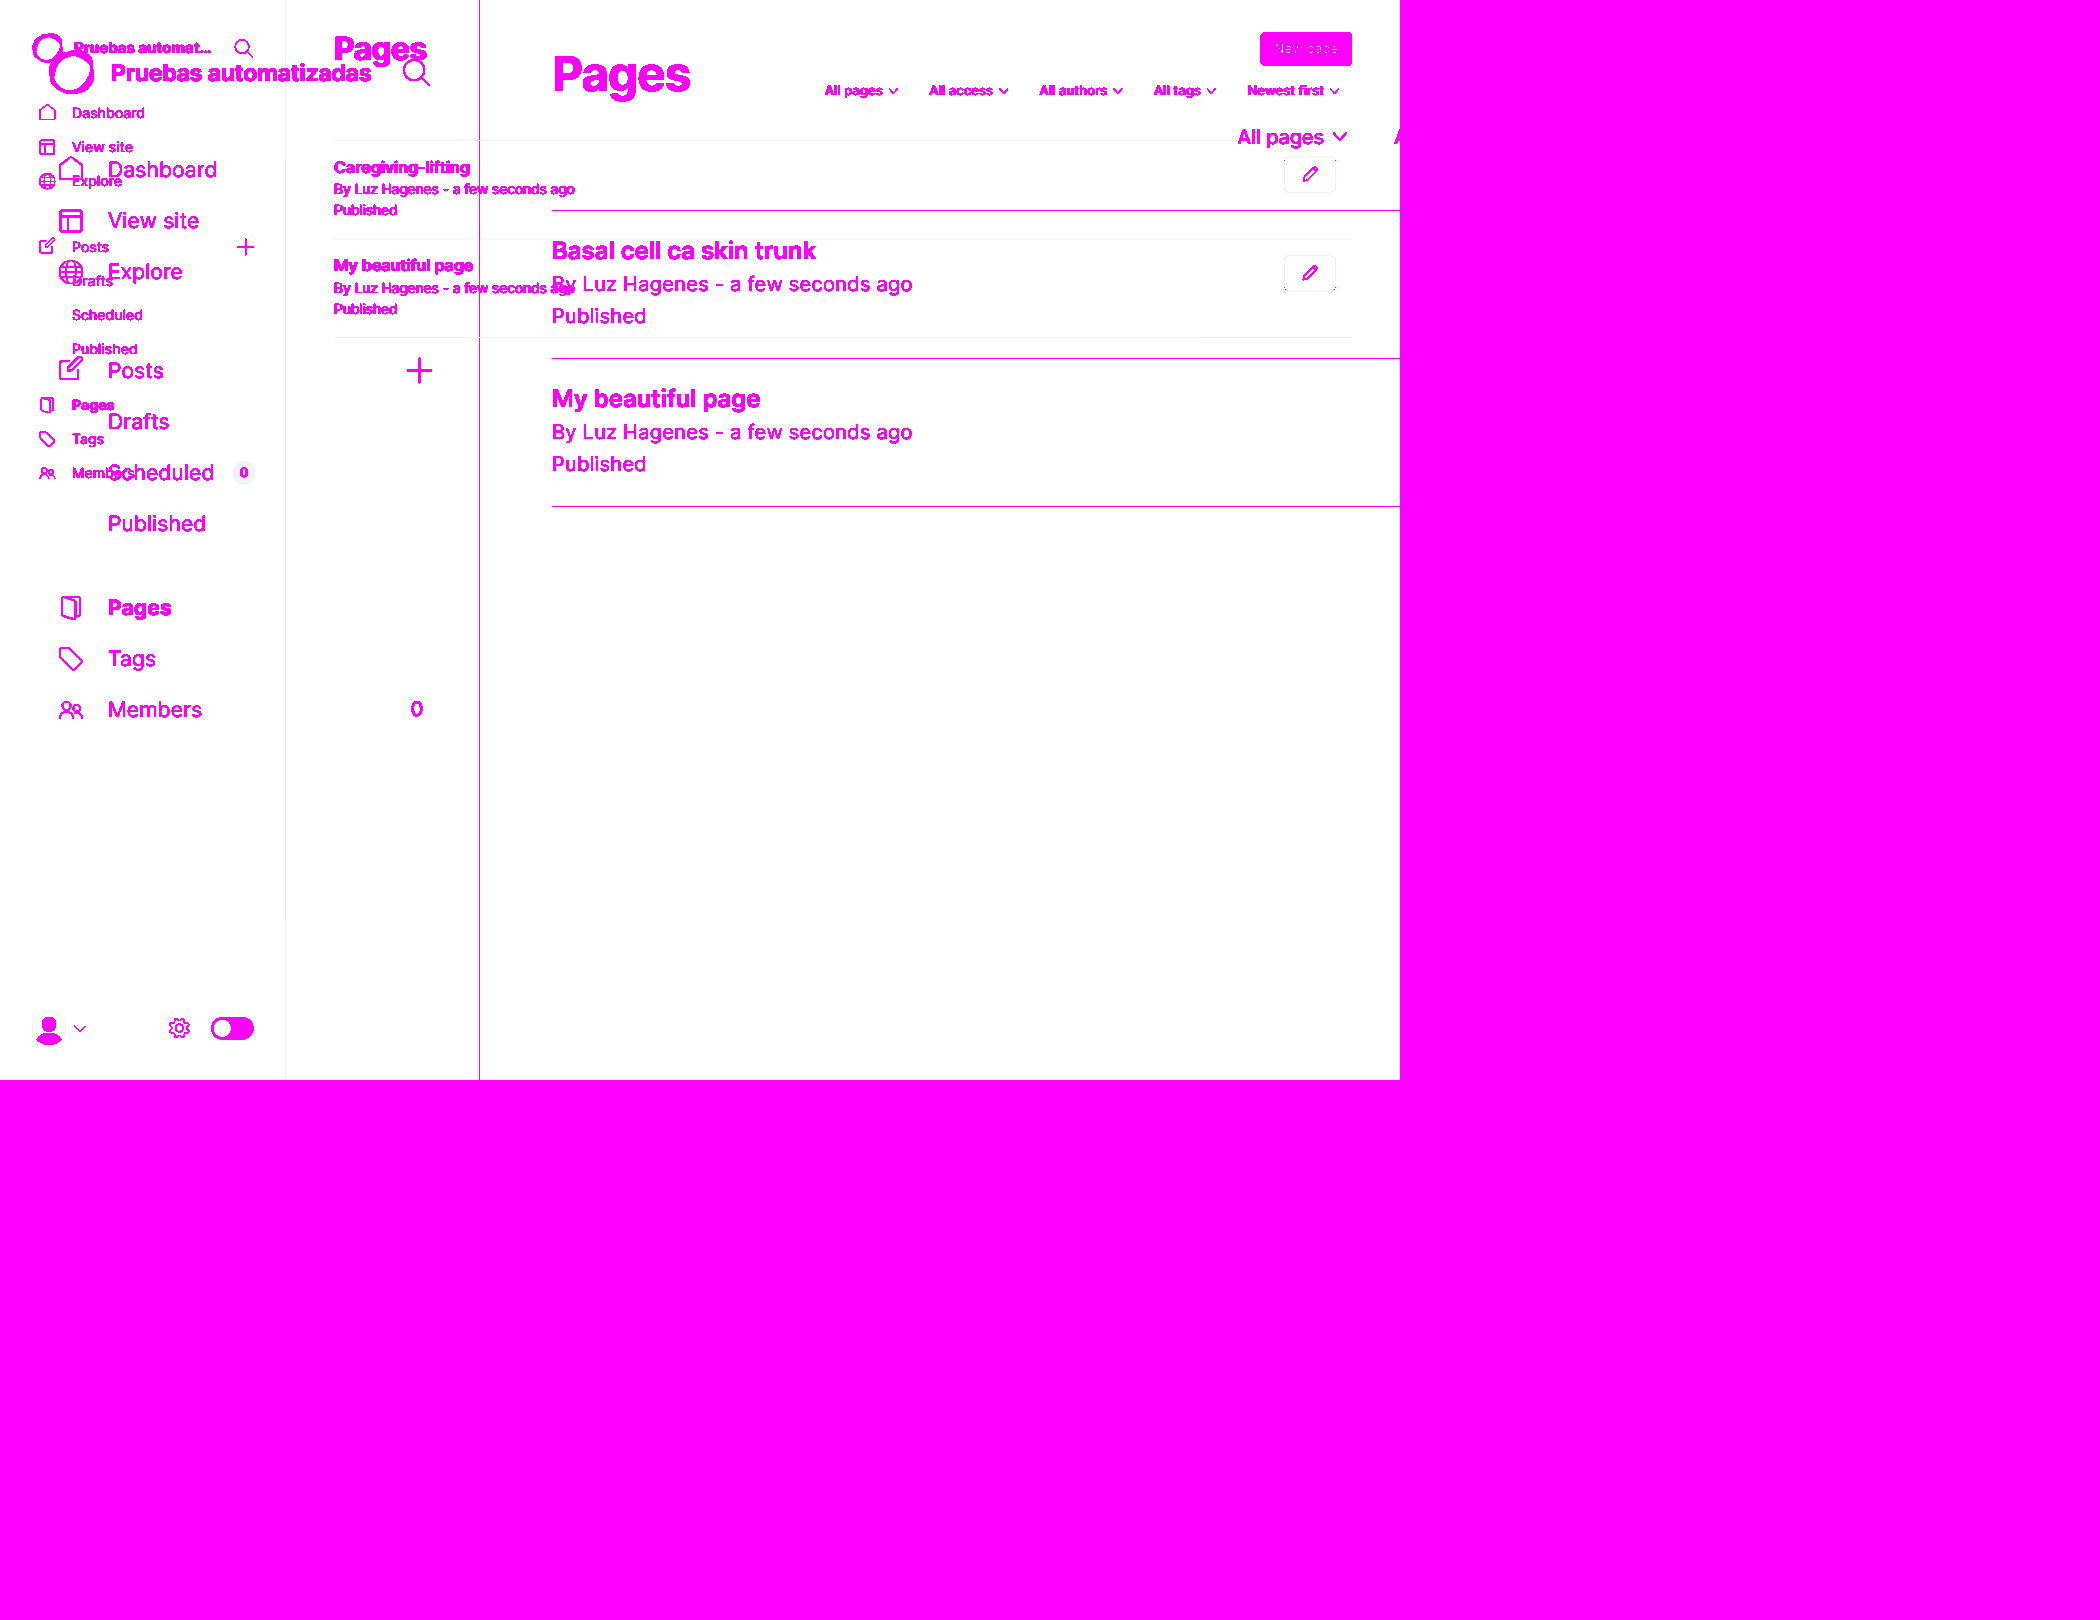 Pruebas automat...
Pruebas automatizadas
Dashboard
View site
Explore
Posts
Drafts
Scheduled
Published
Pages
Tags
Members
0
Dashboard
View site
Explore
Posts
Drafts
Scheduled
Published
Pages
Tags
Members
0
Pages
New page
All pages
All access
All authors
All tags
Newest first
Caregiving-lifting
By Luz Hagenes - a few seconds ago
Published
My beautiful page
By Luz Hagenes - a few seconds ago
Published
Pages
All pages
Basal cell ca skin trunk
By Luz Hagenes - a few seconds ago
Published
My beautiful page
By Luz Hagenes - a few seconds ago
Published